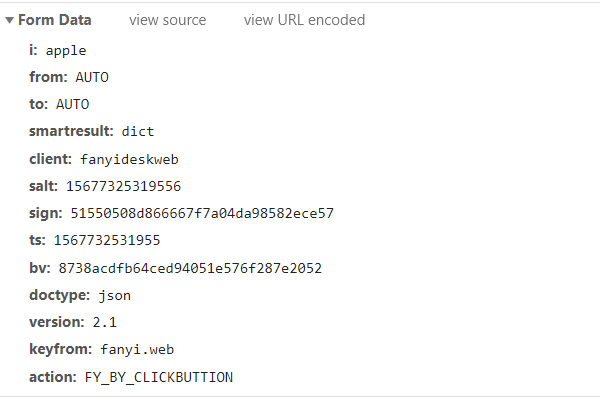 Form Data view source view URL encoded
i: apple
from: AUTO
to: AUTO
smartresult: dict
client: fanyideskweb
salt: 15677325319556
sign: 51550508d866667f7a04da98582ece57
ts: 1567732531955
bv: 8738acdfb64ced94051e576f287e2052
doctype: json
version: 2.1
keyfrom: fanyi.web
action: FY_BY_CLICKBUTTION